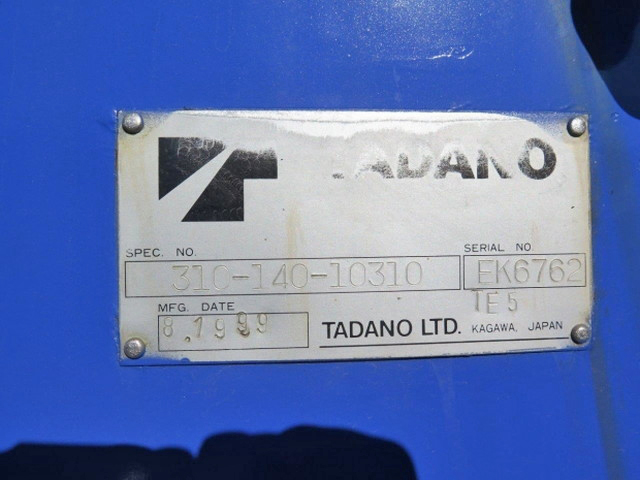 TADANO
SPEC. NO.
SERIAL NO.
310-140-10310
EK6762
TE5
MFG. DATE
8.1999
TADANO LTD. KAGAWA, JAPAN